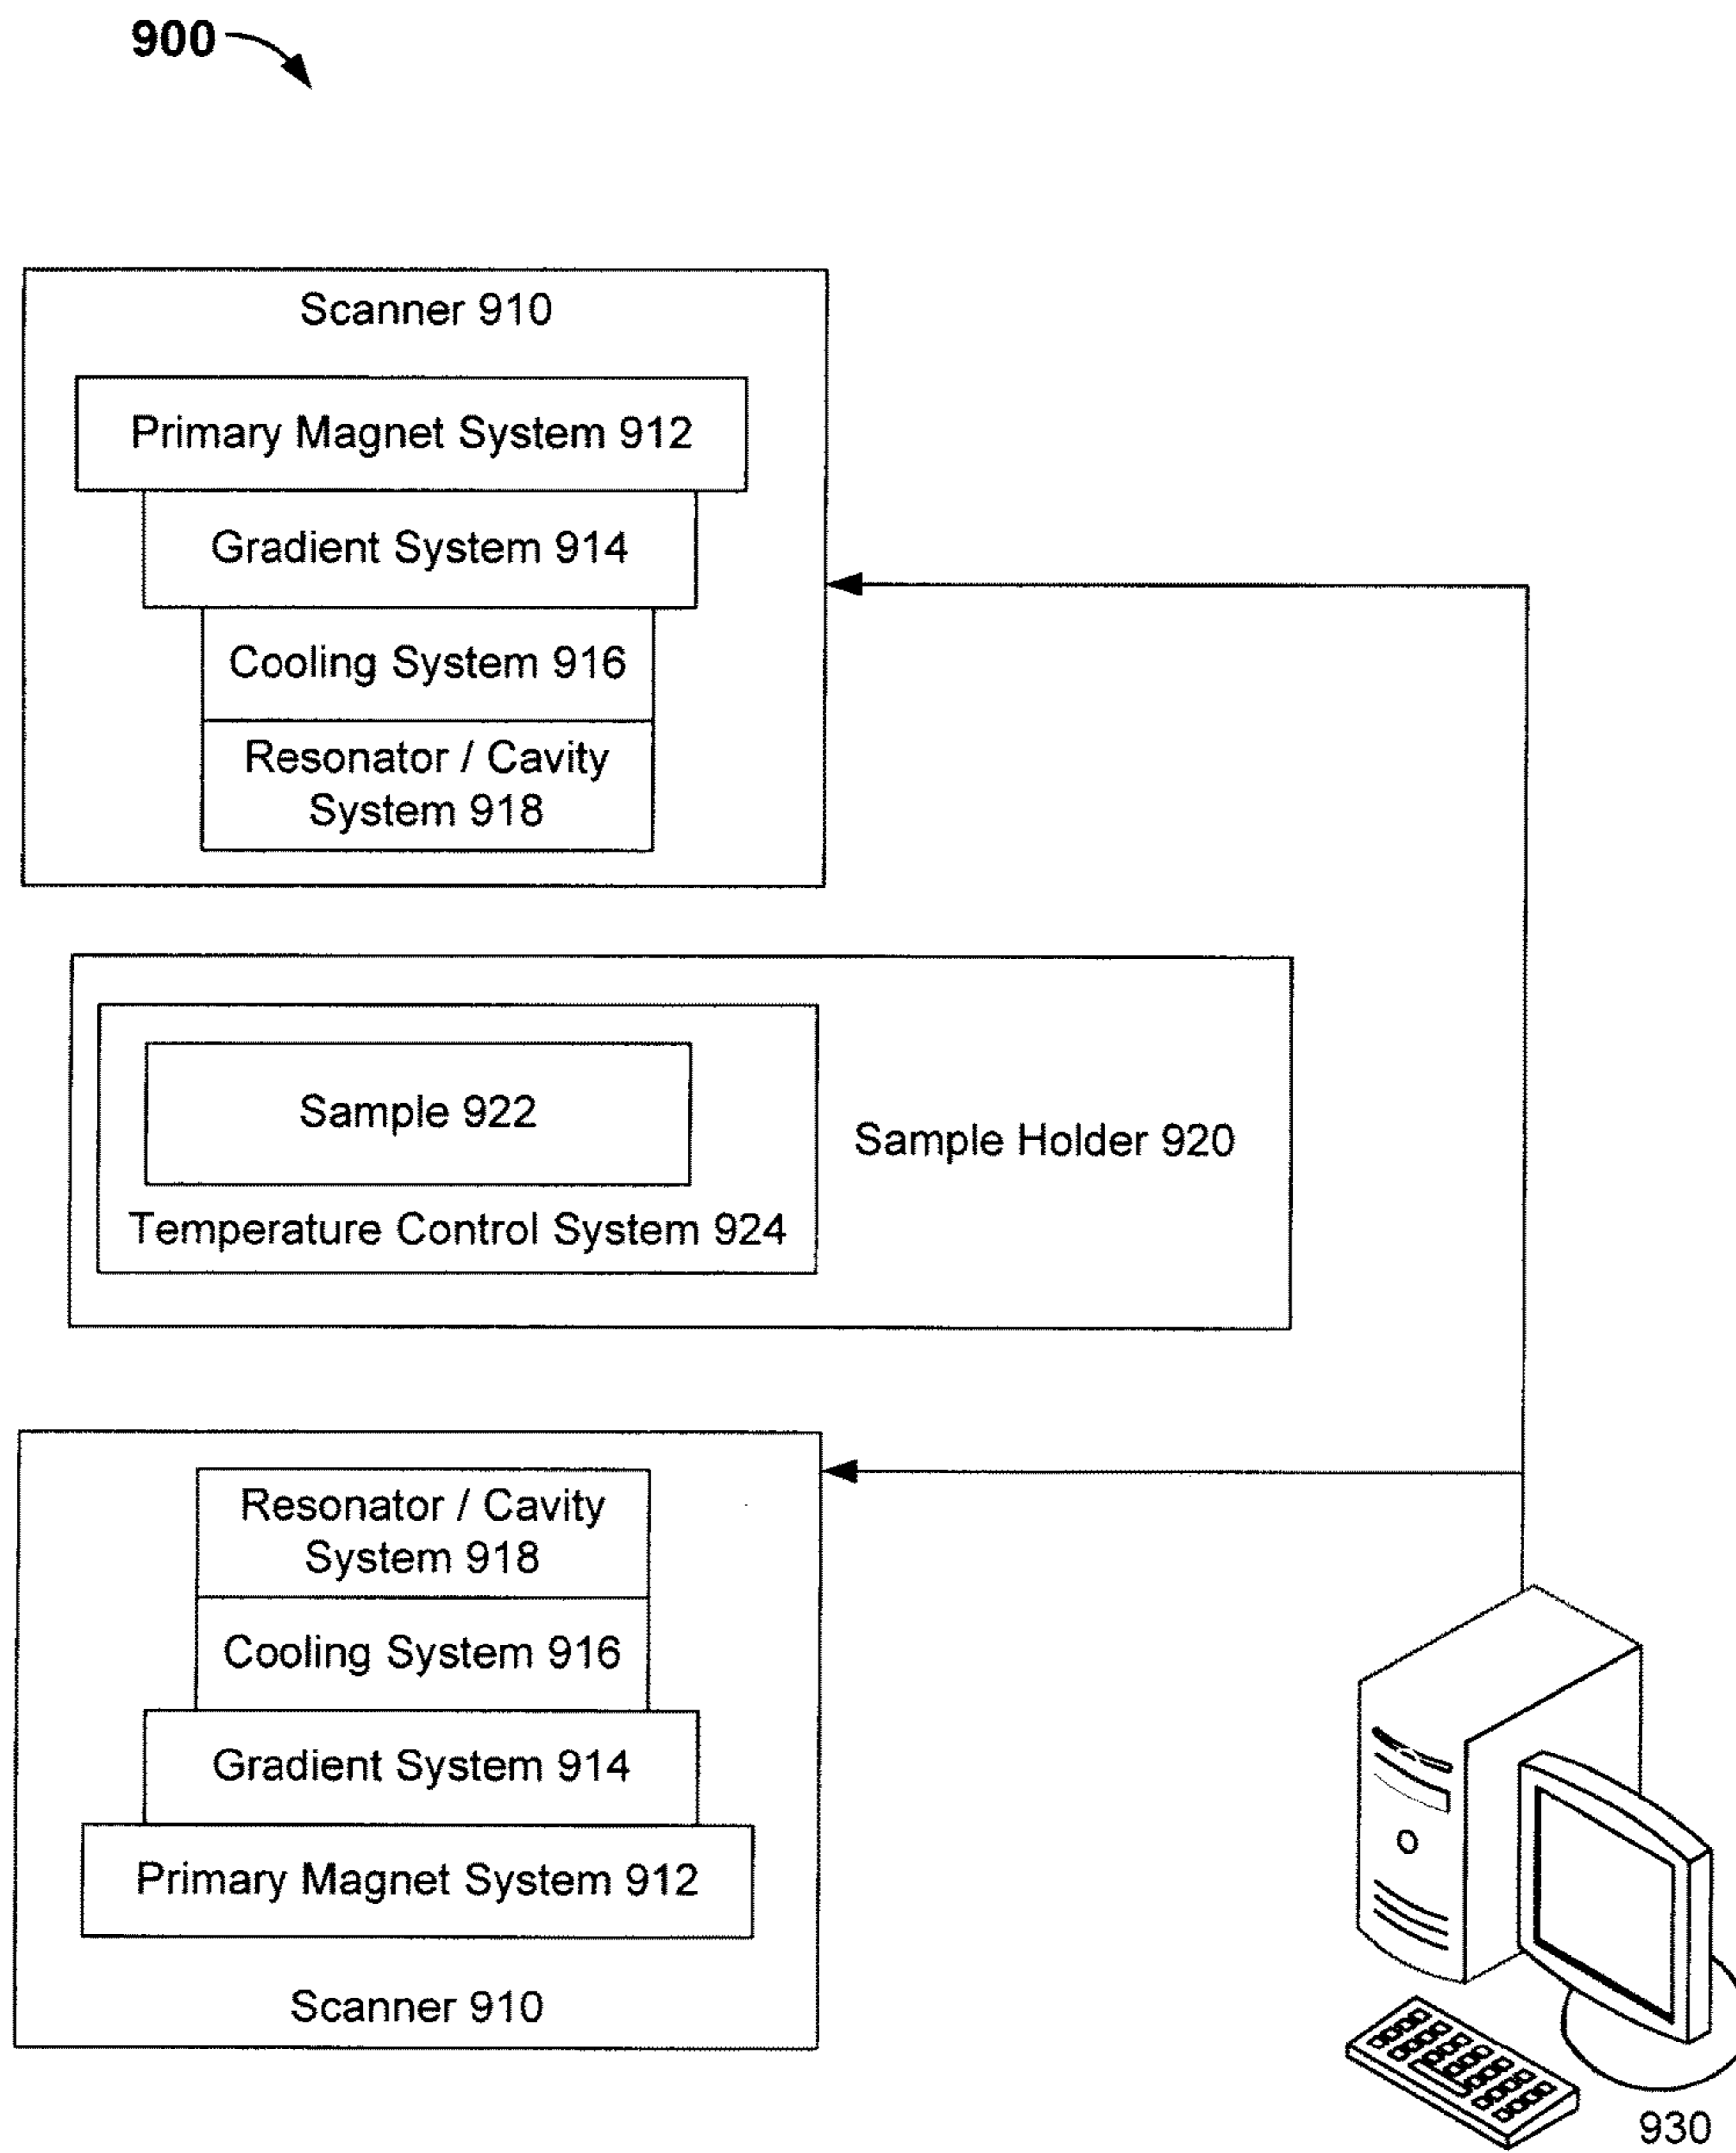 900
Scanner 910
Primary Magnet System 912
Gradient System 914
Cooling System 916
Resonator / Cavity
System 918
Sample 922
Temperature Control System 924
Sample Holder 920
Resonator / Cavity
System 918
Cooling System 916
Gradient System 914
Primary Magnet System 912
Scanner 910
930